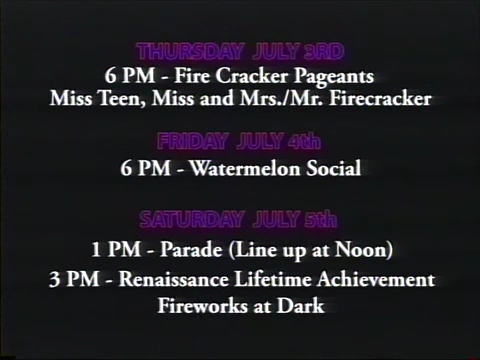 THURSDAY JULY 3RD
6 PM - Fire Cracker Pageants
Miss Teen, Miss and Mrs./Mr. Firecracker
FRIDAY JULY 4th
6 PM - Watermelon Social
SATURDAY JULY 5th
1 PM - Parade (Line up at Noon)
3 PM - Renaissance Lifetime Achievement
Fireworks at Dark